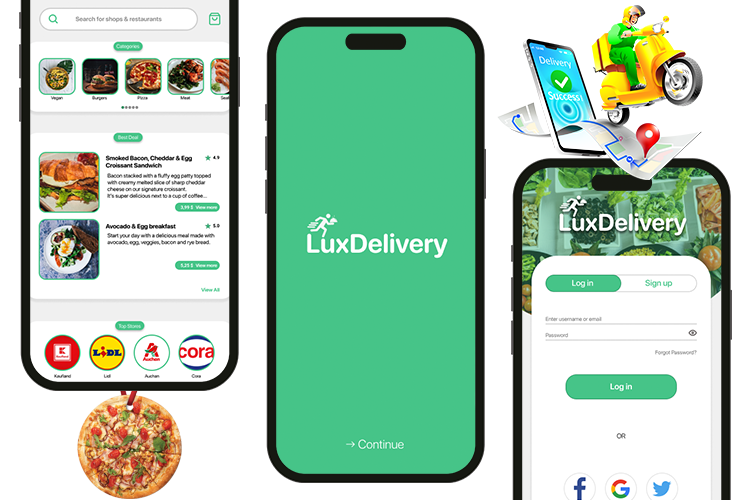 Search for shops & restaurants
Categories
Vegan
Burgers
Pizza
Meat
Best Deal
Smoked Bacon, Cheddar & Egg
Croissant Sandwich
4.9
Bacon stacked with a fluffy egg patty topped
with creamy melted slice of sharp cheddar
cheese on our signature croissant.
It's super delicious next to a cup of coffee...
3,99 $ View more
Avocado & Egg breakfast
5.0
Start your day with a delicious meal made with
avocado, egg, veggies, bacon and rye bread.
5,25 $ View more
View All
Top Stores
K
Kaufland
LIDL
Auchan
cora
Kaufland
Lidl
Auchan
Cora
LuxDelivery
→ Continue
Delivery
Success!
LuxDelivery
Log in
Sign up
Enter username or email
Password
Forgot Password?
Log in
OR